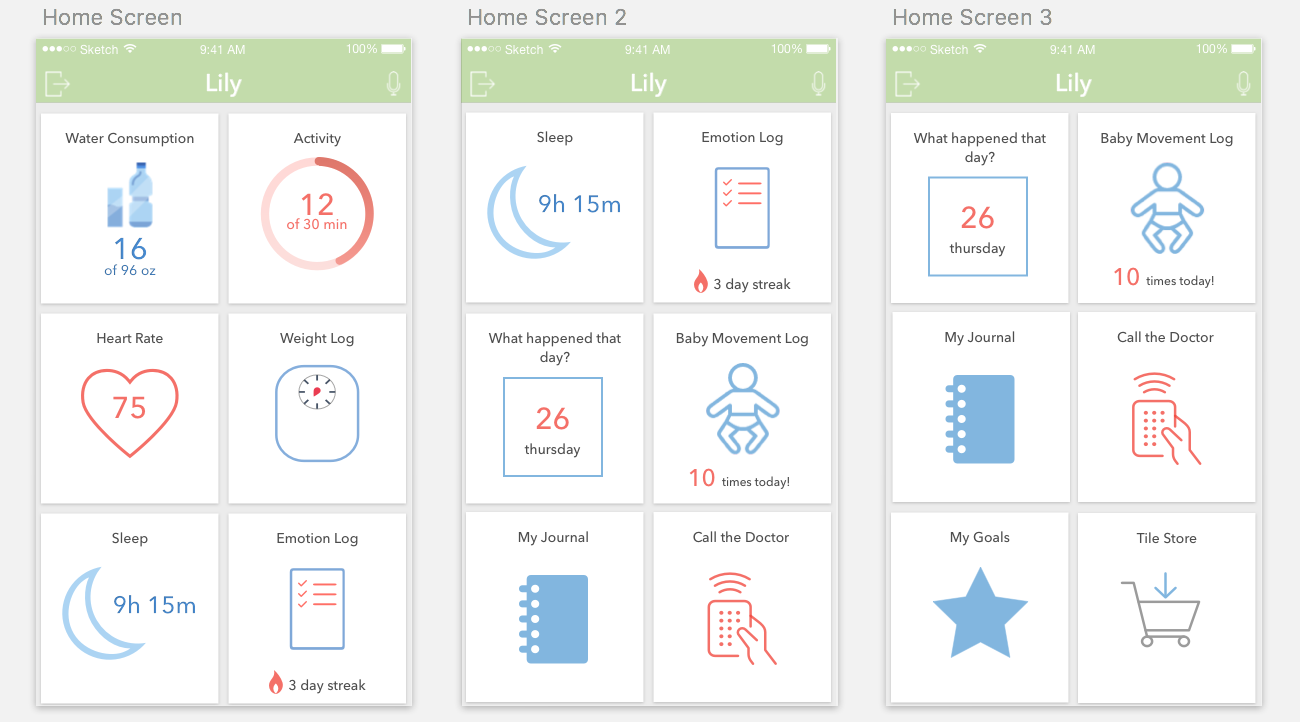 Home Screen
Sketch
9:41 AM
100%
Lily
Water Consumption
16
of 96 oz
Activity
12
of 30 min
Heart Rate
75
Weight Log
Sleep
9h 15m
Emotion Log
3 day streak
Home Screen 2
Sketch
9:41 AM
100%
Lily
Sleep
9h 15m
Emotion Log
3 day streak
What happened that
day?
26
thursday
Baby Movement Log
10 times today!
My Journal
Call the Doctor
Home Screen 3
Sketch
9:41 AM
100%
Lily
What happened that
day?
26
thursday
Baby Movement Log
10 times today!
My Journal
Call the Doctor
My Goals
Tile Store